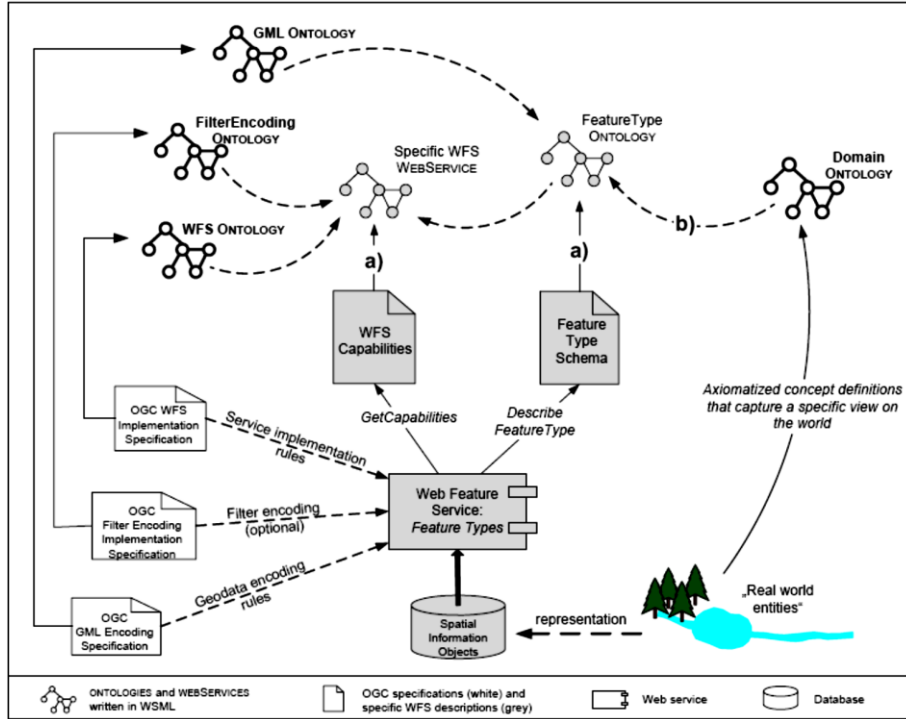 GML ONTOLOGY
FilterEncoding
ONTOLOGY
Specific WFS
WEBSERVICE
FeatureType
ONTOLOGY
Domain
ONTOLOGY
WFS ONTOLOGY
a)
a)
b)
WFS
Capabilities
Feature
Type
Schema
Axiomatized concept definitions
that capture a specific view on
the world
OGC WFS
Implementation
Specification
Service implementation
rules
GetCapabilities
Describe
FeatureType
Web Feature
Service:
Feature Types
OGC
Filter Encoding
Implementation
Specification
Filter encoding
(optional)
OGC
GML Encoding
Specification
Geodata encoding
rules
Spatial
Information
Objects
representation
„Real world
entities“
ONTOLOGIES and WEBSERVICES
written in WSML
OGC specifications (white) and
specific WFS descriptions (grey)
Web service
Database